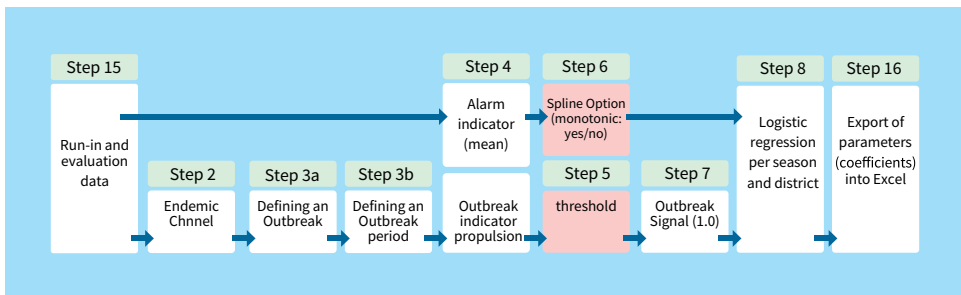 Step 15
Run-in and
evaluation
data
Step 2
Endemic
Chnnel
Step 3a
Defining an
Outbreak
Step 3b
Defining an
Outbreak
period
Step 4
Alarm
indicator
(mean)
Outbreak
indicator
propulsion
Step 6
Spline Option
(monotonic:
yes/no)
Step 5
threshold
Step 7
Outbreak
Signal (1.0)
Step 8
Logistic
regression
per season
and district
Step 16
Export of
parameters
(coefficients)
into Excel